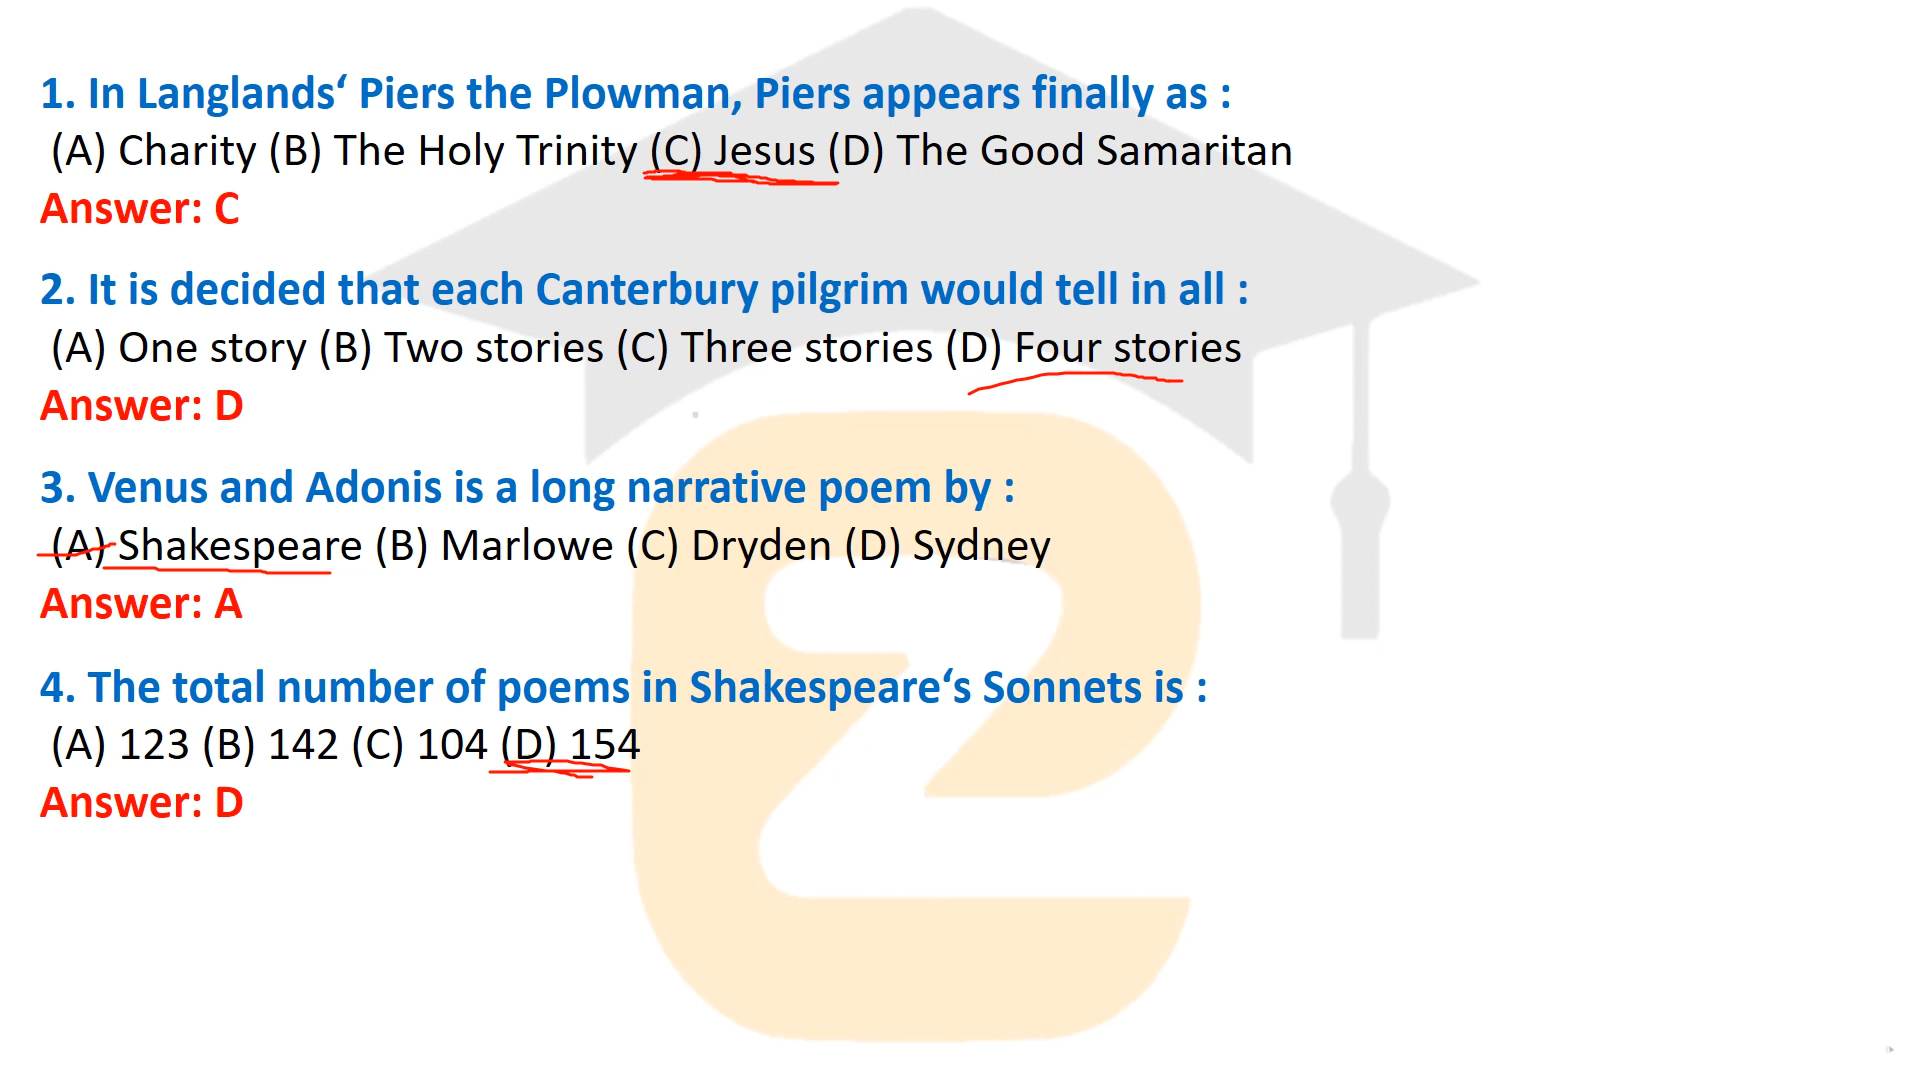 1. In Langlands‘ Piers the Plowman, Piers appears finally as :
(A) Charity (B) The Holy Trinity (C) Jesus (D) The Good Samaritan
Answer: C
2. It is decided that each Canterbury pilgrim would tell in all :
(A) One story (B) Two stories (C) Three stories (D) Four stories
Answer: D
3. Venus and Adonis is a long narrative poem by :
(A) Shakespeare (B) Marlowe (C) Dryden (D) Sydney
Answer: A
4. The total number of poems in Shakespeare‘s Sonnets is :
(A) 123 (B) 142 (C) 104 (D) 154
Answer: D